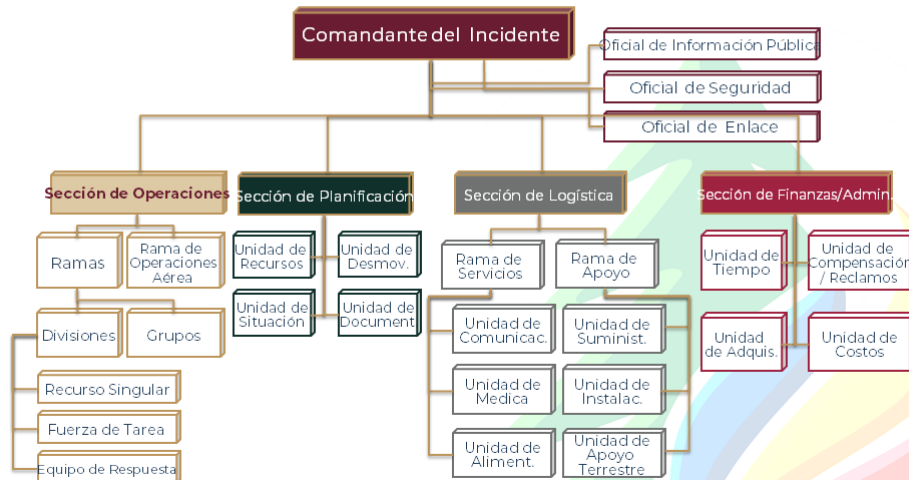 Comandante del Incidente
Oficial de Información Pública
Oficial de Seguridad
Oficial de Enlace
Sección de Operaciones
Sección de Planificación
Sección de Logística
Sección de Finanzas/Admin.
Ramas
Rama de
Operaciones
Aérea
Divisiones
Grupos
Recurso Singular
Fuerza de Tarea
Equipo de Respuesta
Unidad de
Recursos
Unidad de
Desmov.
Unidad de
Situación
Unidad de
Document
Rama de
Servicios
Rama de
Apoyo
Unidad de
Comunicac.
Unidad de
Suminist.
Unidad de
Medica
Unidad de
Instalac.
Unidad de
Aliment.
Unidad de
Apoyo
Terrestre
Unidad de
Tiempo
Unidad de
Compensación
/ Reclamos
Unidad
de Adquis.
Unidad de
Costos